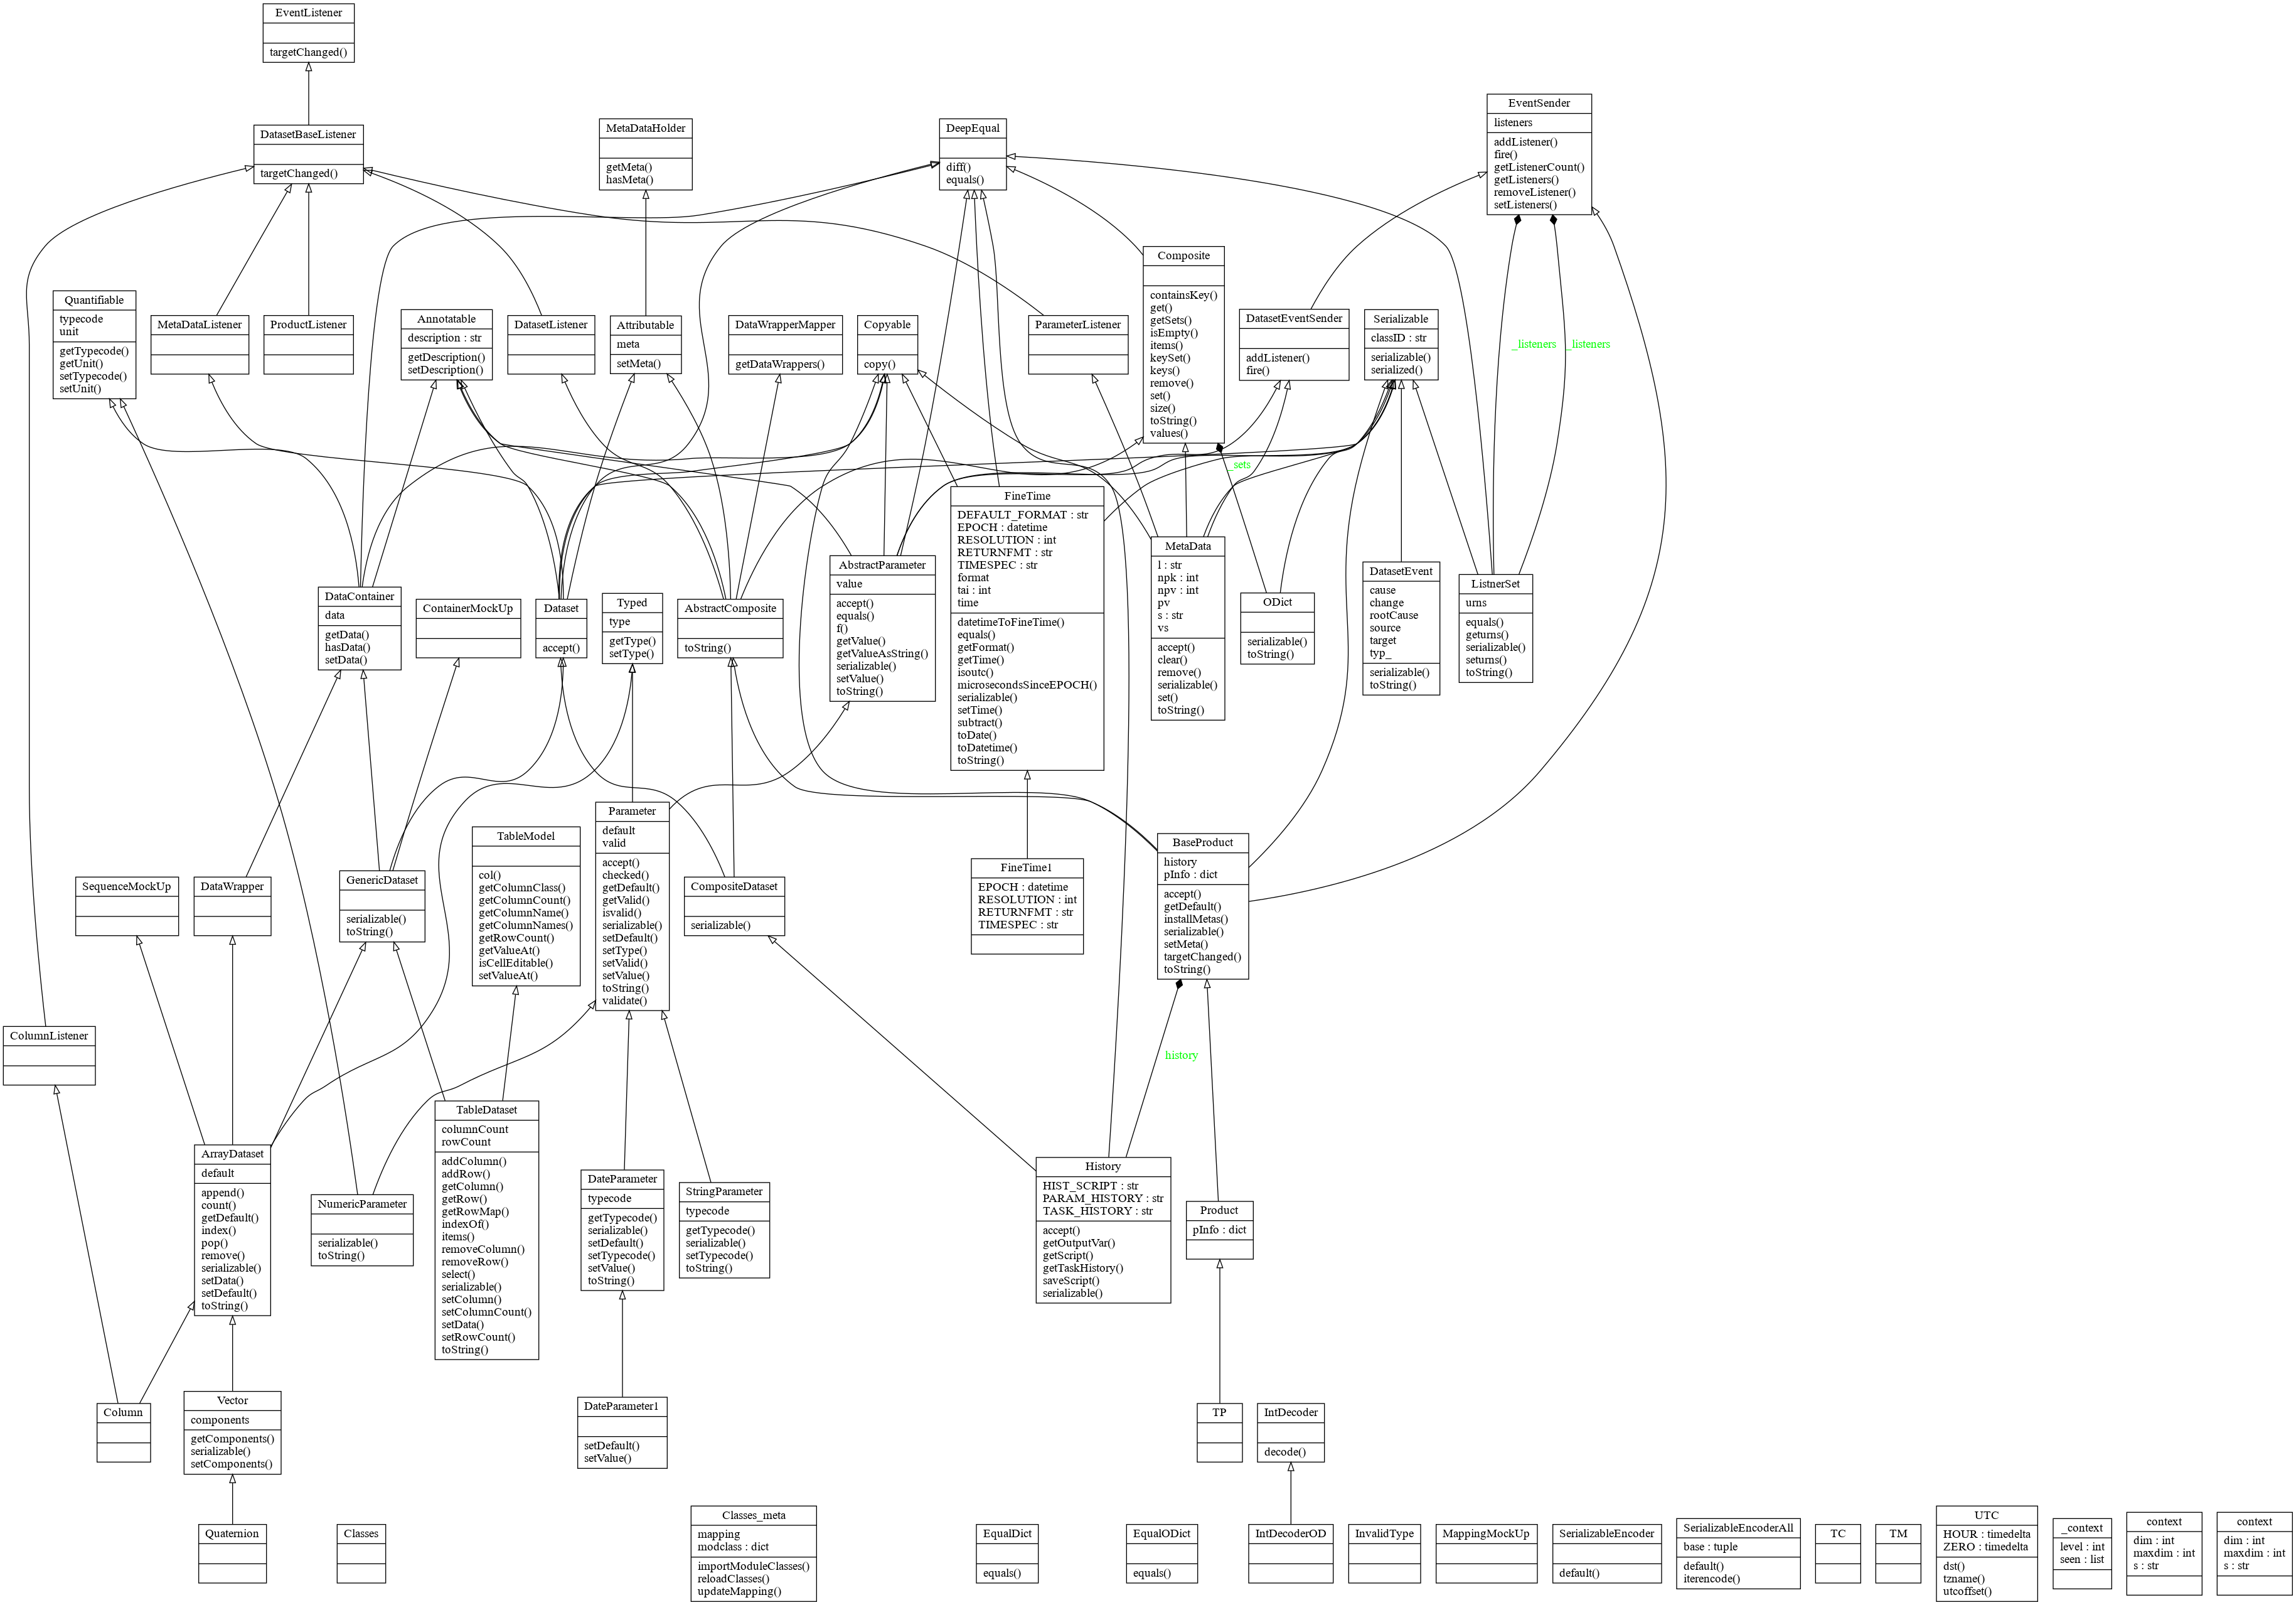 EventListener
targetChanged()
EventSender
listeners
addListener()
fire()
getListenerCount()
getListeners()
removeListener()
setListeners()
DatasetBaseListener
targetChanged()
MetaDataHolder
getMeta()
hasMeta()
DeepEqual
diff()
equals()
Composite
containsKey()
get()
getSets()
isEmpty()
items()
keySet()
keys()
remove()
set()
size()
toString()
values()
Quantifiable
typecode
unit
getTypecode()
getUnit()
setTypecode()
setUnit()
MetaDataListener
ProductListener
Annotatable
description : str
getDescription()
setDescription()
DatasetListener
Attributable
meta
setMeta()
DataWrapperMapper
getDataWrappers()
Copyable
copy()
ParameterListener
DatasetEventSender
addListener()
fire()
Serializable
classID : str
serializable()
serialized()
_listeners
_listeners
_sets
DataContainer
data
getData()
hasData()
setData()
ContainerMockUp
Dataset
accept()
Typed
type
getType()
setType()
AbstractComposite
toString()
AbstractParameter
value
accept()
equals()
f()
getValue()
getValueAsString()
serializable()
setValue()
toString()
FineTime
DEFAULT_FORMAT : str
EPOCH : datetime
RESOLUTION : int
RETURNFMT : str
TIMESPEC : str
format
tai : int
time
datetimeToFineTime()
equals()
getFormat()
getTime()
isoutc()
microsecondsSinceEPOCH()
serializable()
setTime()
subtract()
toDate()
toDatetime()
toString()
MetaData
l : str
npk : int
npv : int
pv
s : str
vs
accept()
clear()
remove()
serializable()
set()
toString()
ODict
serializable()
toString()
DatasetEvent
cause
change
rootCause
source
target
typ_
serializable()
toString()
ListnerSet
urns
equals()
geturns()
serializable()
seturns()
toString()
SequenceMockUp
DataWrapper
GenericDataset
serializable()
toString()
TableModel
col()
getColumnClass()
getColumnCount()
getColumnName()
getColumnNames()
getRowCount()
getValueAt()
isCellEditable()
setValueAt()
Parameter
default
valid
accept()
checked()
getDefault()
getValid()
isvalid()
serializable()
setDefault()
setType()
setValid()
setValue()
toString()
validate()
CompositeDataset
serializable()
FineTime1
EPOCH : datetime
RESOLUTION : int
RETURNFMT : str
TIMESPEC : str
BaseProduct
history
pInfo : dict
accept()
getDefault()
installMetas()
serializable()
setMeta()
targetChanged()
toString()
history
ColumnListener
ArrayDataset
default
append()
count()
getDefault()
index()
pop()
remove()
serializable()
setData()
setDefault()
toString()
NumericParameter
serializable()
toString()
TableDataset
columnCount
rowCount
addColumn()
addRow()
getColumn()
getRow()
getRowMap()
indexOf()
items()
removeColumn()
removeRow()
select()
serializable()
setColumn()
setColumnCount()
setData()
setRowCount()
toString()
DateParameter
typecode
getTypecode()
serializable()
setDefault()
setTypecode()
setValue()
toString()
StringParameter
typecode
getTypecode()
serializable()
setTypecode()
toString()
History
HIST_SCRIPT : str
PARAM_HISTORY : str
TASK_HISTORY : str
accept()
getOutputVar()
getScript()
getTaskHistory()
saveScript()
serializable()
Product
pInfo : dict
Column
Vector
components
getComponents()
serializable()
setComponents()
DateParameter1
setDefault()
setValue()
TP
IntDecoder
decode()
Quaternion
Classes
Classes_meta
mapping
modclass : dict
importModuleClasses()
reloadClasses()
updateMapping()
EqualDict
equals()
EqualODict
equals()
IntDecoderOD
InvalidType
MappingMockUp
SerializableEncoder
default()
SerializableEncoderAll
base : tuple
default()
iterencode()
TC
TM
UTC
HOUR : timedelta
ZERO : timedelta
dst()
tzname()
utcoffset()
_context
level : int
seen : list
context
dim : int
maxdim : int
s : str
context
dim : int
maxdim : int
s : str